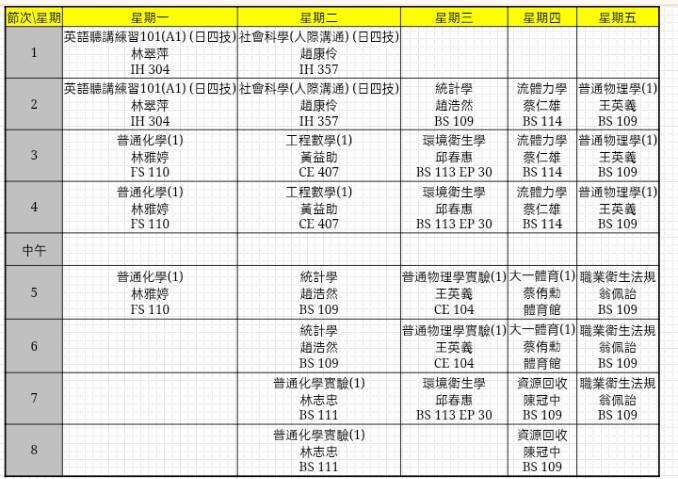 節次\星期 星期一 星期二 星期三 星期四 星期五
1 英語聽講練習101(A1) (日四技) 社會科學(人際溝通) (日四技)
林翠萍 趙康伶
IH 304 IH 357
2 英語聽講練習101(A1) (日四技) 社會科學(人際溝通) (日四技) 統計學 流體力學 普通物理學(1)
林翠萍 趙康伶 趙浩然 蔡仁雄 王英義
IH 304 IH 357 BS 109 BS 114 BS 109
3 普通化學(1) 工程數學(1) 環境衛生學 流體力學 普通物理學(1)
林雅婷 黃益助 邱春惠 蔡仁雄 王英義
FS 110 CE 407 BS 113 EP 30 BS 114 BS 109
4 普通化學(1) 工程數學(1) 環境衛生學 流體力學 普通物理學(1)
林雅婷 黃益助 邱春惠 蔡仁雄 王英義
FS 110 CE 407 BS 113 EP 30 BS 114 BS 109
中午
5 普通化學(1) 統計學 普通物理學實驗(1) 大一體育(1) 職業衛生法規
林雅婷 趙浩然 王英義 蔡侑勳 翁佩詒
FS 110 BS 109 CE 104 體育館 BS 109
6 統計學 普通物理學實驗(1) 大一體育(1) 職業衛生法規
趙浩然 王英義 蔡侑勳 翁佩詒
BS 109 CE 104 體育館 BS 109
7 普通化學實驗(1) 環境衛生學 資源回收 職業衛生法規
林志忠 邱春惠 陳冠中 翁佩詒
BS 111 BS 113 EP 30 BS 109 BS 109
8 普通化學實驗(1) 資源回收
林志忠 陳冠中
BS 111 BS 109